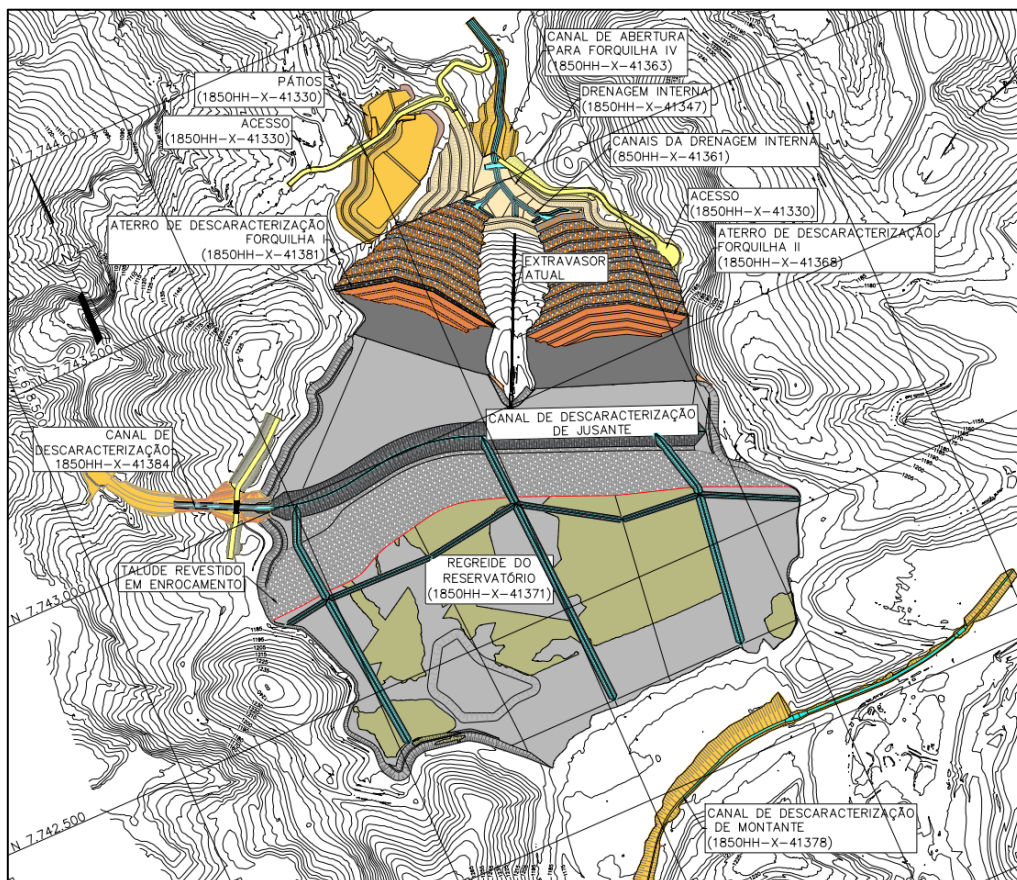 CANAL DE ABERTURA
PARA FORQUILHA IV
(1850HH-X-41363)
PÁTIOS
(1850HH-X-41330)
DRENAGEM INTERNA
(1850HH-X-41347)
ACESSO
(1850HH-X-41330)
CANAIS DA DRENAGEM INTERNA
(850HH-X-41361)
N 7.744.000
ACESSO
(1850HH-X-41330)
ATERRO DE DESCARACTERIZAÇÃO
FORQUILHA I
(1850HH-X-41381)
ATERRO DE DESCARACTERIZAÇÃO
FORQUILHA II
(1850HH-X-41368)
EXTRAVASOR
ATUAL
N 7.743.500
CANAL DE DESCARACTERIZAÇÃO
DE JUSANTE
CANAL DE
DESCARACTERIZAÇÃO
1850HH-X-41384
TALUDE REVESTIDO
EM ENROCAMENTO
REGREIDE DO
RESERVATÓRIO
(1850HH-X-41371)
N 7.743.000
N 7.742.500
CANAL DE DESCARACTERIZAÇÃO
DE MONTANTE
(1850HH-X-41378)